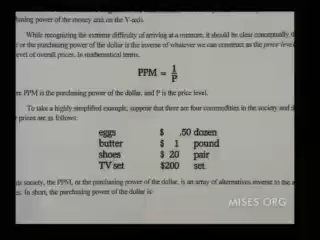 hasing power of the money unit on the Y-axis.
While recognizing the extreme difficulty of arriving at a measure, it should be clear conceptually th
or the purchasing power of the dollar is the inverse of whatever we can construct as the price level
level of overall prices. In mathematical terms,
PPM = 1
P
re PPM is the purchasing power of the dollar, and P is the price level.
To take a highly simplified example, suppose that there are four commodities in the society and th
prices are as follows:
eggs $ .50 dozen
butter $ 1 pound
shoes $ 20 pair
TV set $200 set.
his society, the PPM, or the purchasing power of the dollar, is an array of alternatives inverse to the a
es. In short, the purchasing power of the dollar is:
MISES.ORG